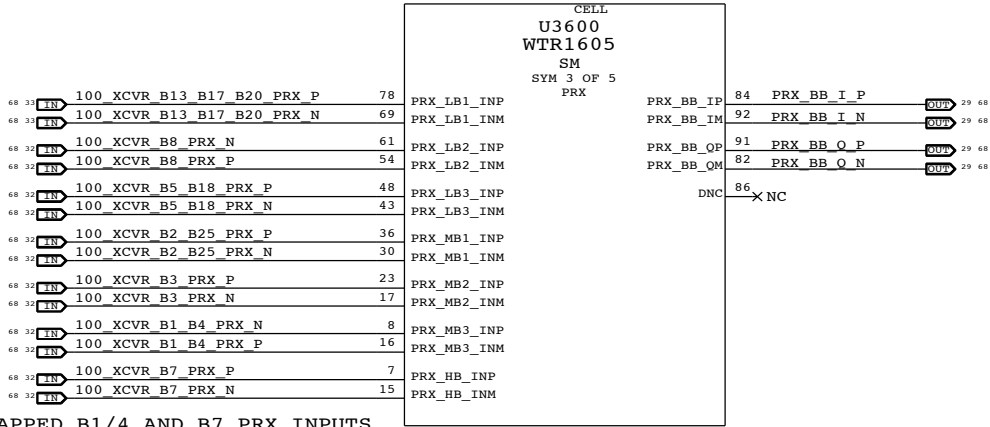 CELL
U3600
WTR1605
SM
SYM 3 OF 5
PRX
68 33 IN 100_XCVR_B13_B17_B20_PRX_P 78 PRX_LB1_INP
68 33 IN 100_XCVR_B13_B17_B20_PRX_N 69 PRX_LB1_INM
68 32 IN 100_XCVR_B8_PRX_N 61 PRX_LB2_INP
68 32 IN 100_XCVR_B8_PRX_P 54 PRX_LB2_INM
68 32 IN 100_XCVR_B5_B18_PRX_P 48 PRX_LB3_INP
68 32 IN 100_XCVR_B5_B18_PRX_N 43 PRX_LB3_INM
68 32 IN 100_XCVR_B2_B25_PRX_P 36 PRX_MB1_INP
68 32 IN 100_XCVR_B2_B25_PRX_N 30 PRX_MB1_INM
68 32 IN 100_XCVR_B3_PRX_P 23 PRX_MB2_INP
68 32 IN 100_XCVR_B3_PRX_N 17 PRX_MB2_INM
68 32 IN 100_XCVR_B1_B4_PRX_N 8 PRX_MB3_INP
68 32 IN 100_XCVR_B1_B4_PRX_P 16 PRX_MB3_INM
68 32 IN 100_XCVR_B7_PRX_P 7 PRX_HB_INP
68 32 IN 100_XCVR_B7_PRX_N 15 PRX_HB_INM
PRX_BB_IP 84 PRX_BB_I_P OUT 29 68
PRX_BB_IM 92 PRX_BB_I_N OUT 29 68
PRX_BB_QP 91 PRX_BB_Q_P OUT 29 68
PRX_BB_QM 82 PRX_BB_Q_N OUT 29 68
DNC 86 NC
APPED B1/4 AND B7 PRX INPUTS